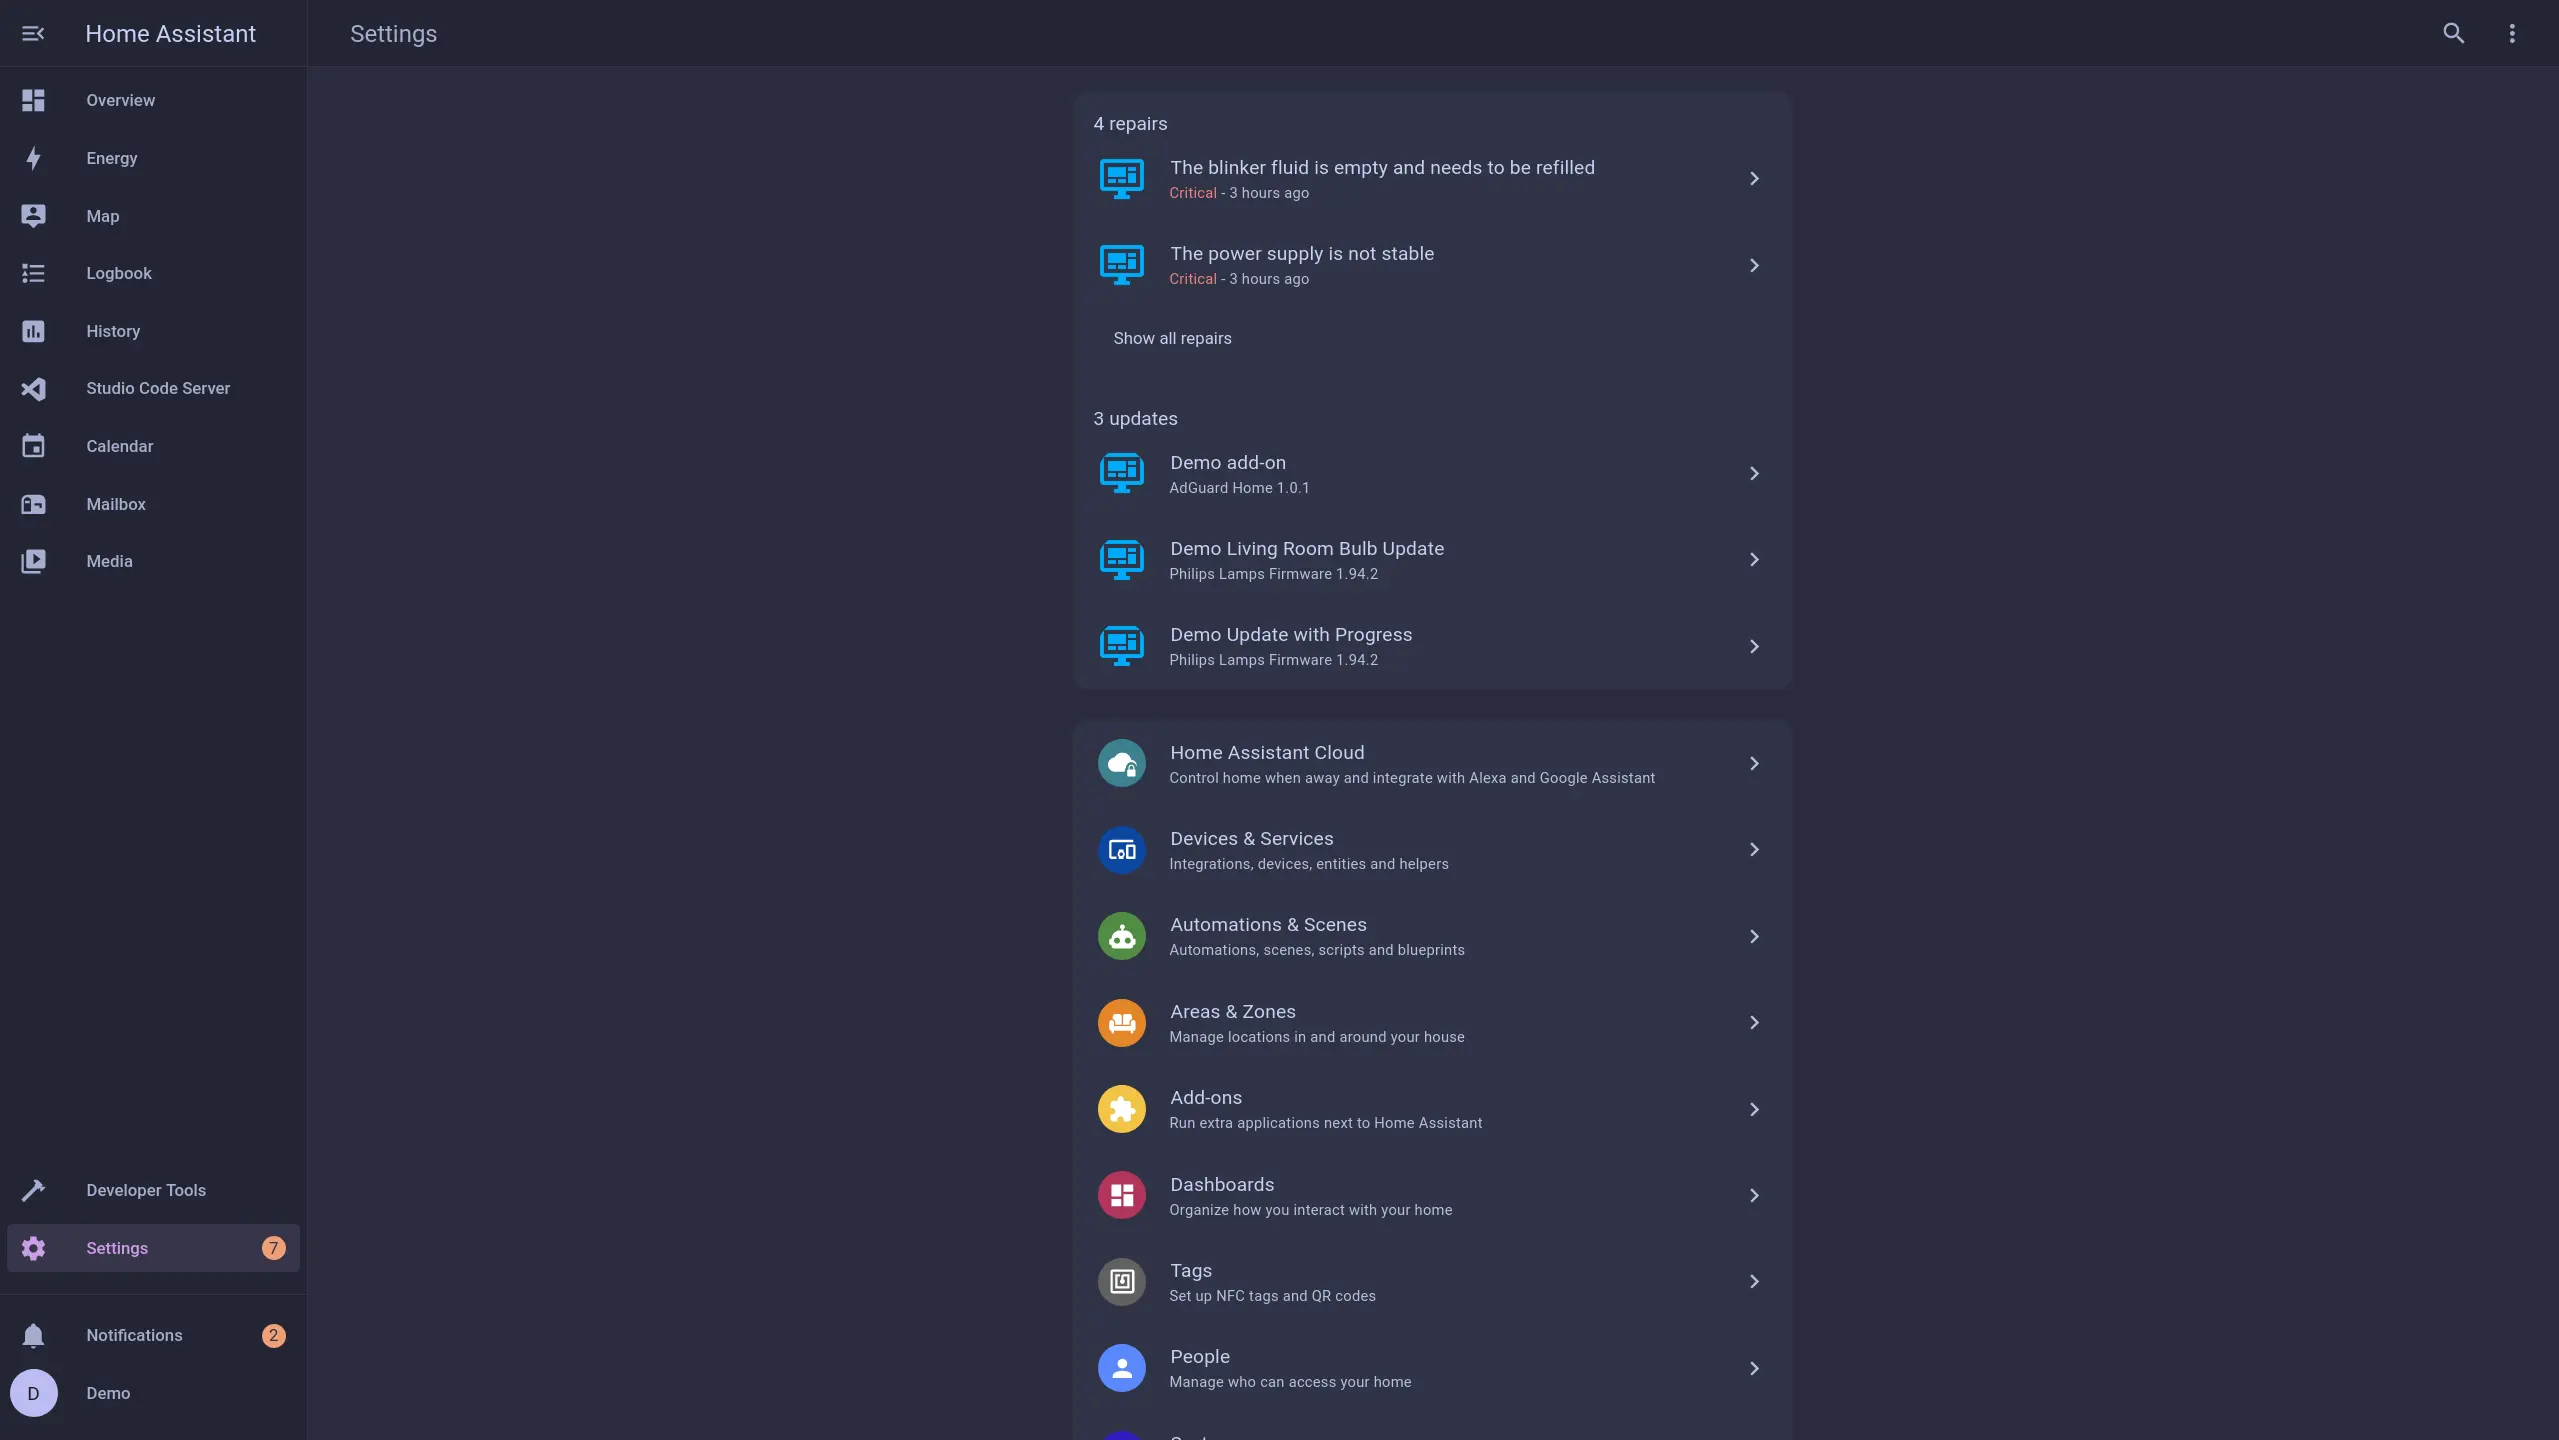 Home Assistant
Settings
Overview
Energy
Map
Logbook
History
Studio Code Server
Calendar
Mailbox
Media
Developer Tools
Settings 7
Notifications 2
D Demo
4 repairs
The blinker fluid is empty and needs to be refilled
Critical - 3 hours ago
The power supply is not stable
Critical - 3 hours ago
Show all repairs
3 updates
Demo add-on
AdGuard Home 1.0.1
Demo Living Room Bulb Update
Philips Lamps Firmware 1.94.2
Demo Update with Progress
Philips Lamps Firmware 1.94.2
Home Assistant Cloud
Control home when away and integrate with Alexa and Google Assistant
Devices & Services
Integrations, devices, entities and helpers
Automations & Scenes
Automations, scenes, scripts and blueprints
Areas & Zones
Manage locations in and around your house
Add-ons
Run extra applications next to Home Assistant
Dashboards
Organize how you interact with your home
Tags
Set up NFC tags and QR codes
People
Manage who can access your home